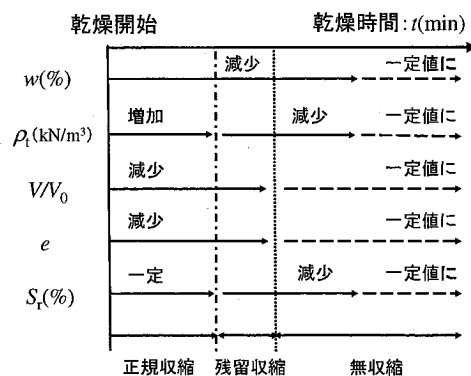 乾燥開始 乾燥時間:t(min)
w(%) 減少 一定値に
ρt(kN/m³) 増加 減少 一定値に
V/V₀ 減少 一定値に
e 減少 一定値に
Sr(%) 一定 減少 一定値に
正規収縮 残留収縮 無収縮